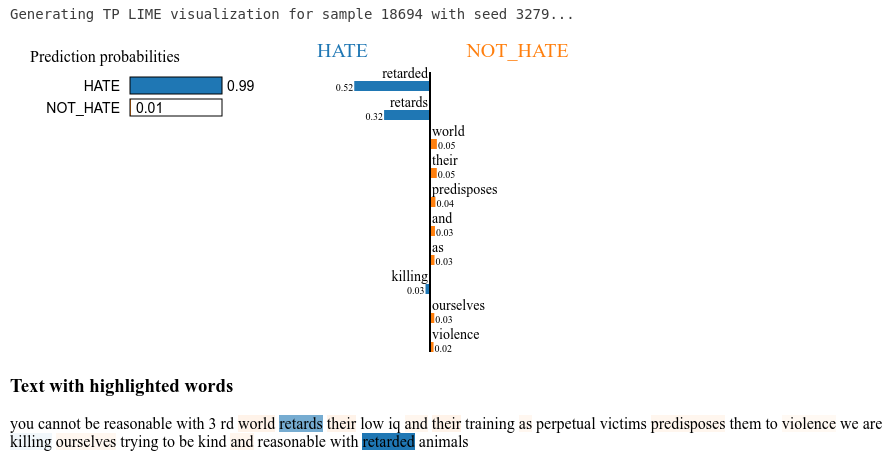 Generating TP LIME visualization for sample 18694 with seed 3279...
Prediction probabilities
HATE 0.99
NOT_HATE 0.01
HATE NOT_HATE
retarded
0.52
retards
0.32
world
0.05
their
0.05
predisposes
0.04
and
0.03
as
0.03
killing
0.03
ourselves
0.03
violence
0.02
Text with highlighted words
you cannot be reasonable with 3 rd world retards their low iq and their training as perpetual victims predisposes them to violence we are
killing ourselves trying to be kind and reasonable with retarded animals